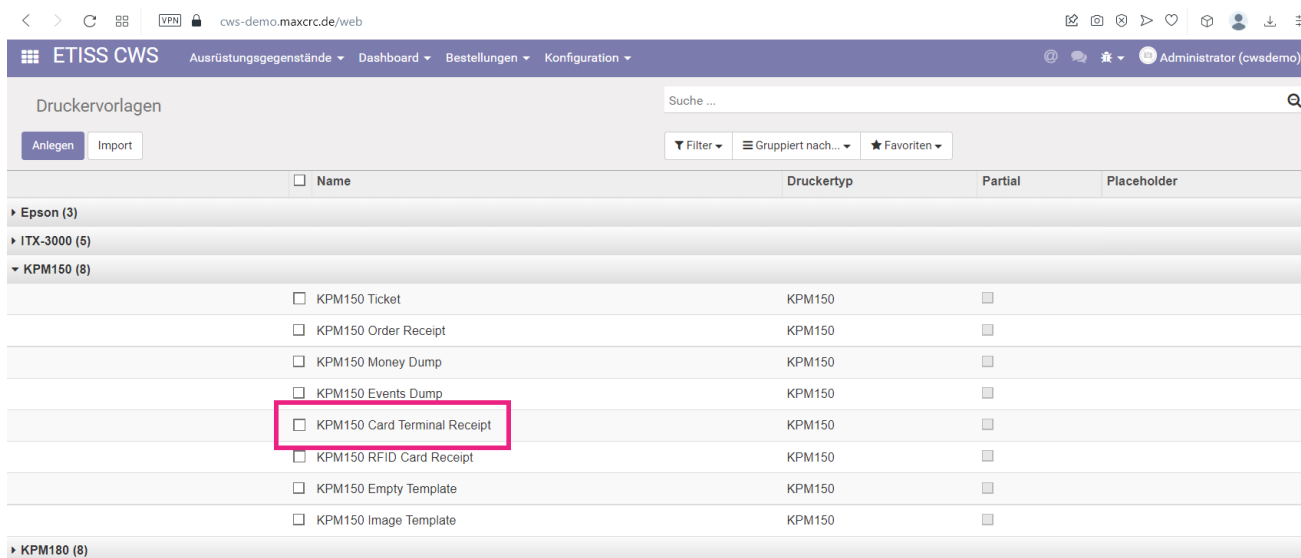 VPN cws-demo.maxcrc.de/web
ETISS CWS Ausrüstungsgegenstände Dashboard Bestellungen Konfiguration @ Administrator (cwsdemo)
Druckervorlagen Suche ...
Anlegen Import Filter Gruppiert nach... Favoriten
Name Druckertyp Partial Placeholder
Epson (3)
ITX-3000 (5)
KPM150 (8)
KPM150 Ticket KPM150
KPM150 Order Receipt KPM150
KPM150 Money Dump KPM150
KPM150 Events Dump KPM150
KPM150 Card Terminal Receipt KPM150
KPM150 RFID Card Receipt KPM150
KPM150 Empty Template KPM150
KPM150 Image Template KPM150
KPM180 (8)